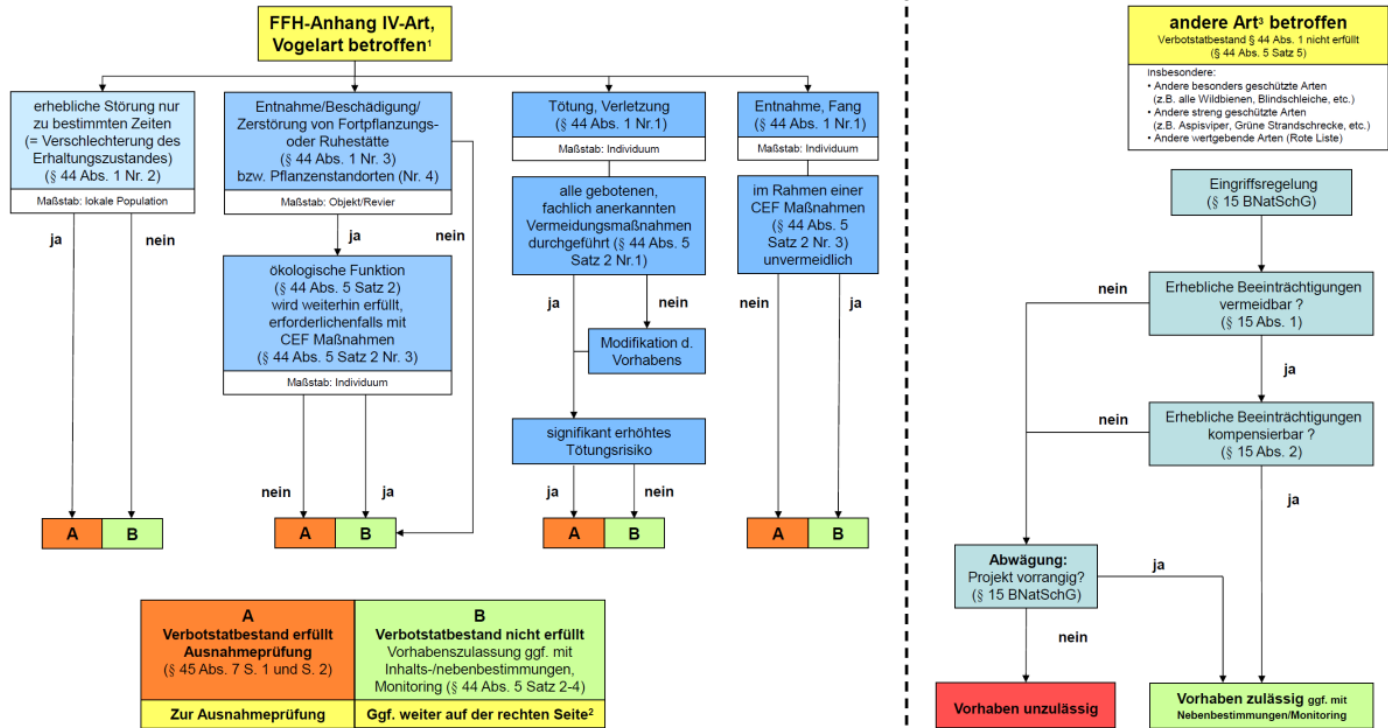 FFH-Anhang IV-Art,
Vogelart betroffen¹
erhebliche Störung nur
zu bestimmten Zeiten
(= Verschlechterung des
Erhaltungszustandes)
(§ 44 Abs. 1 Nr. 2)
Maßstab: lokale Population
ja
nein
Entnahme/Beschädigung/
Zerstörung von Fortpflanzungs-
oder Ruhestätte
(§ 44 Abs. 1 Nr. 3)
bzw. Pflanzenstandorten (Nr. 4)
Maßstab: Objekt/Revier
ja
nein
ökologische Funktion
(§ 44 Abs. 5 Satz 2)
wird weiterhin erfüllt,
erforderlichenfalls mit
CEF Maßnahmen
(§ 44 Abs. 5 Satz 2 Nr. 3)
Maßstab: Individuum
nein
ja
Tötung, Verletzung
(§ 44 Abs. 1 Nr.1)
Maßstab: Individuum
alle gebotenen,
fachlich anerkannten
Vermeidungsmaßnahmen
durchgeführt (§ 44 Abs. 5
Satz 2 Nr.1)
ja
nein
Modifikation d.
Vorhabens
signifikant erhöhtes
Tötungsrisiko
ja
nein
Entnahme, Fang
(§ 44 Abs. 1 Nr.1)
Maßstab: Individuum
im Rahmen einer
CEF Maßnahmen
(§ 44 Abs. 5
Satz 2 Nr. 3)
unvermeidlich
nein
ja
A
B
A
B
A
B
A
B
A
Verbotstatbestand erfüllt
Ausnahmeprüfung
(§ 45 Abs. 7 S. 1 und S. 2)
Zur Ausnahmeprüfung
B
Verbotstatbestand nicht erfüllt
Vorhabenszulassung ggf. mit
Inhalts-/nebenbestimmungen,
Monitoring (§ 44 Abs. 5 Satz 2-4)
Ggf. weiter auf der rechten Seite²
andere Art³ betroffen
Verbotstatbestand § 44 Abs. 1 nicht erfüllt
(§ 44 Abs. 5 Satz 5)
Insbesondere:
• Andere besonders geschützte Arten
(z.B. alle Wildbienen, Blindschleiche, etc.)
• Andere streng geschützte Arten
(z.B. Aspisviper, Grüne Strandschrecke, etc.)
• Andere wertgebende Arten (Rote Liste)
Eingriffsregelung
(§ 15 BNatSchG)
nein
Erhebliche Beeinträchtigungen
vermeidbar ?
(§ 15 Abs. 1)
ja
nein
Erhebliche Beeinträchtigungen
kompensierbar ?
(§ 15 Abs. 2)
ja
Abwägung:
Projekt vorrangig?
(§ 15 BNatSchG)
ja
nein
Vorhaben unzulässig
Vorhaben zulässig ggf. mit
Nebenbestimmungen/Monitoring